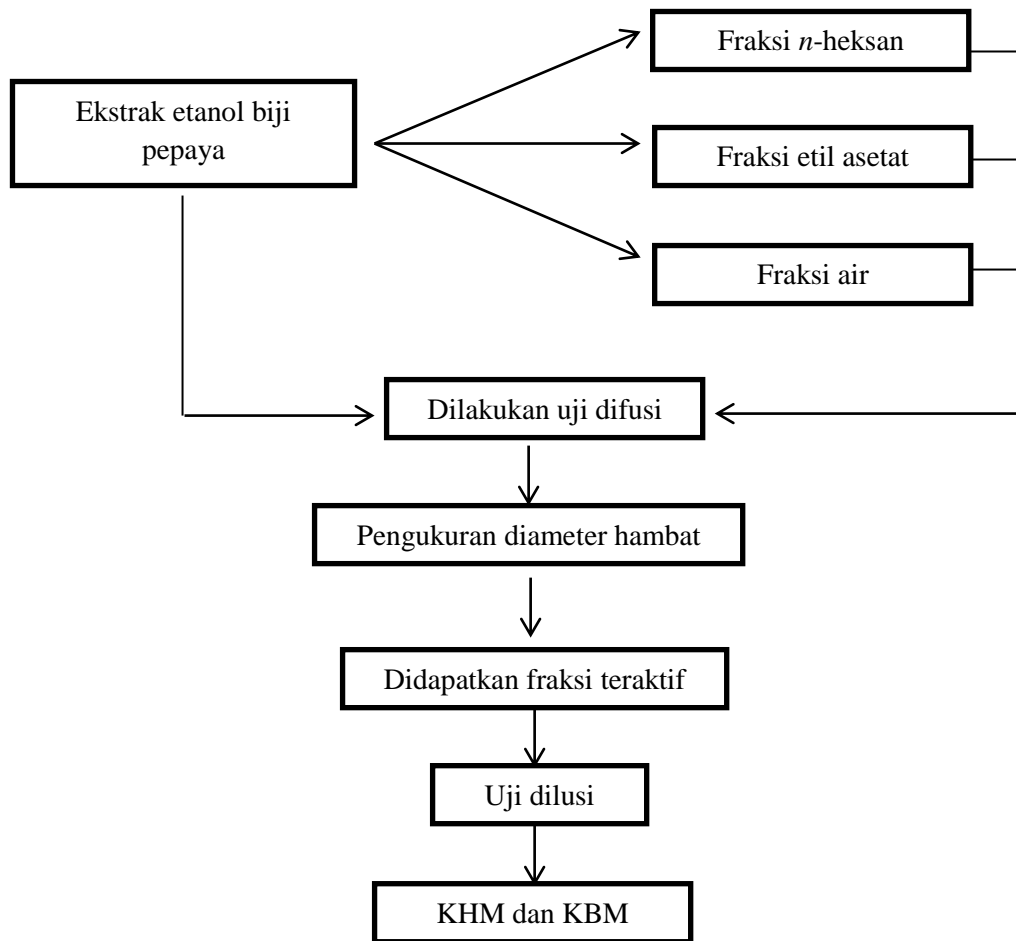 Fraksi n-heksan
Ekstrak etanol biji
pepaya
Fraksi etil asetat
Fraksi air
Dilakukan uji difusi
Pengukuran diameter hambat
Didapatkan fraksi teraktif
Uji dilusi
KHM dan KBM